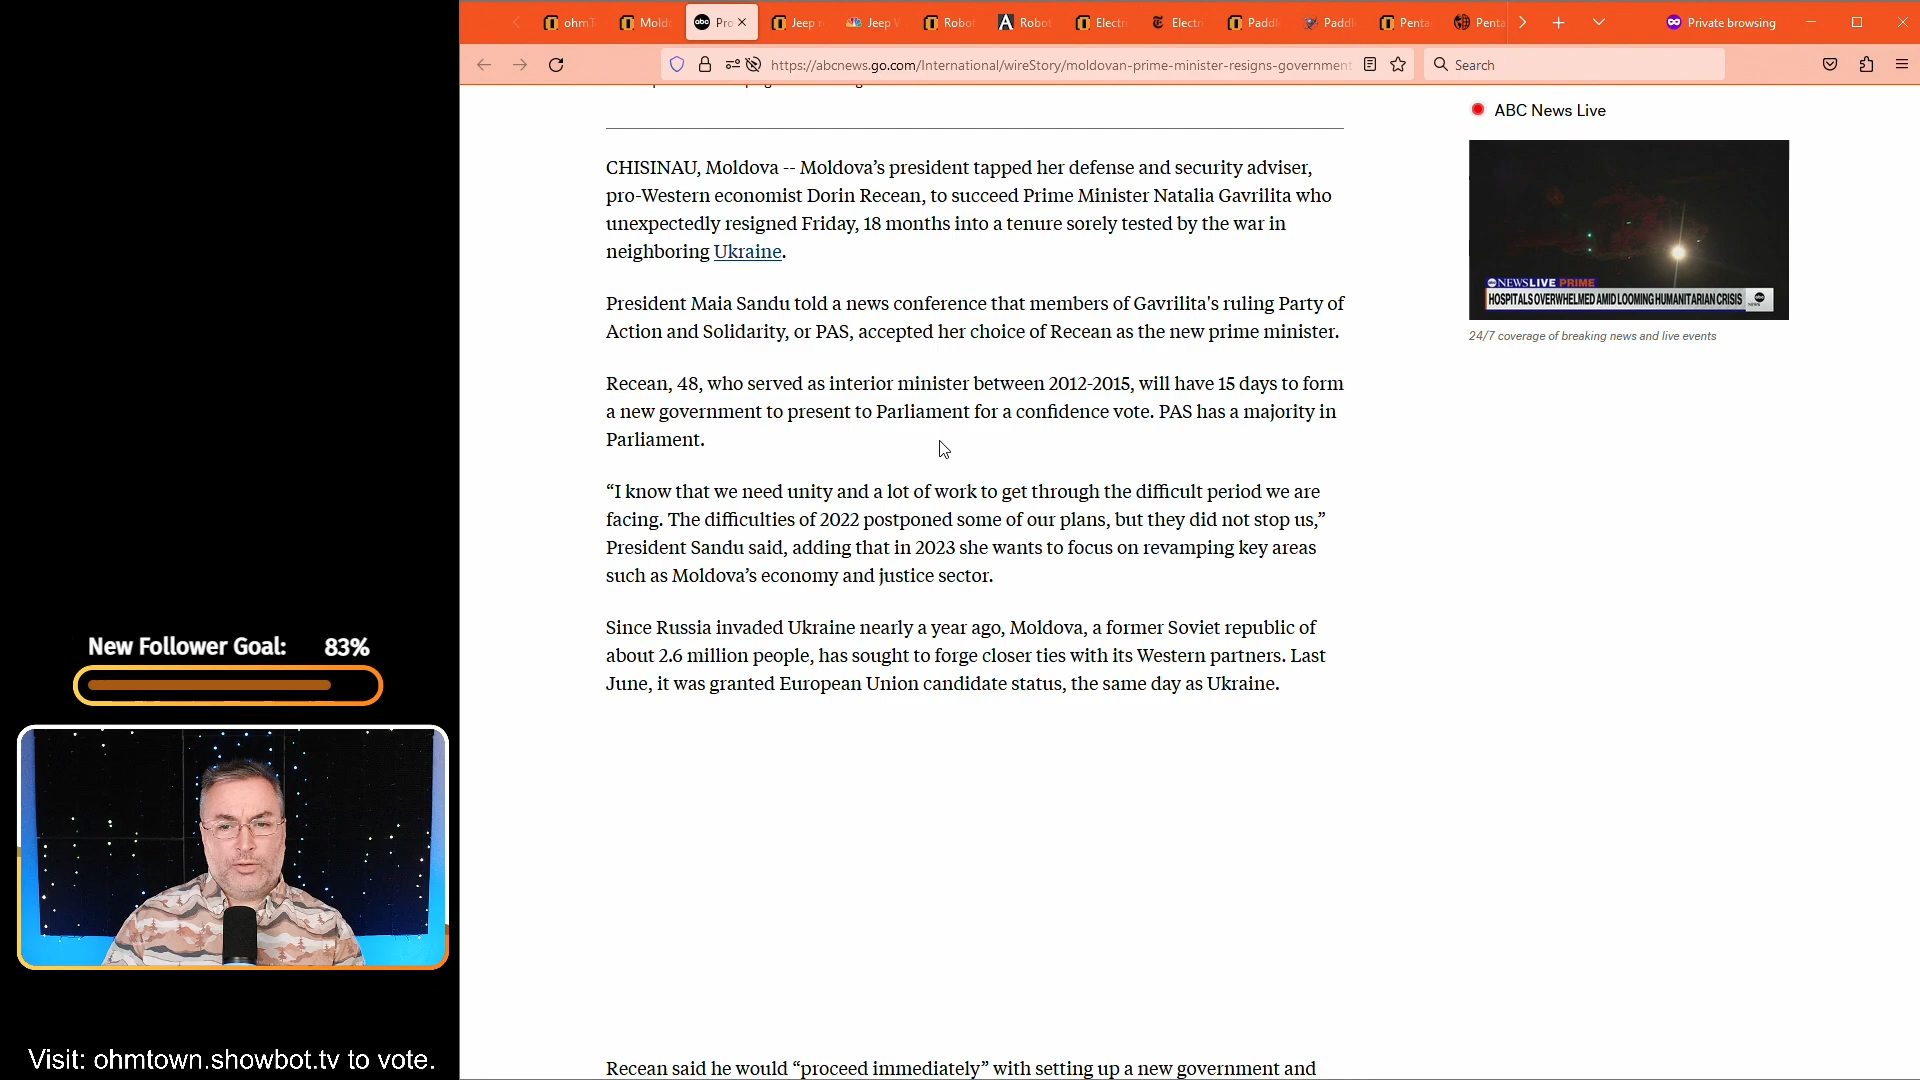 ohmT
Mold
Pro
Jeep r
Jeep W
Robot
Robot
Electri
Electri
Paddl
Paddl
Penta
Penta
Private browsing
https://abcnews.go.com/International/wireStory/moldovan-prime-minister-resigns-government
Search
ABC News Live
CHISINAU, Moldova -- Moldova’s president tapped her defense and security adviser,
pro-Western economist Dorin Recean, to succeed Prime Minister Natalia Gavrilita who
unexpectedly resigned Friday, 18 months into a tenure sorely tested by the war in
neighboring Ukraine.
NEWSLIVE PRIME
HOSPITALS OVERWHELMED AMID LOOMING HUMANITARIAN CRISIS
24/7 coverage of breaking news and live events
President Maia Sandu told a news conference that members of Gavrilita's ruling Party of
Action and Solidarity, or PAS, accepted her choice of Recean as the new prime minister.
Recean, 48, who served as interior minister between 2012-2015, will have 15 days to form
a new government to present to Parliament for a confidence vote. PAS has a majority in
Parliament.
“I know that we need unity and a lot of work to get through the difficult period we are
facing. The difficulties of 2022 postponed some of our plans, but they did not stop us,”
President Sandu said, adding that in 2023 she wants to focus on revamping key areas
such as Moldova’s economy and justice sector.
Since Russia invaded Ukraine nearly a year ago, Moldova, a former Soviet republic of
about 2.6 million people, has sought to forge closer ties with its Western partners. Last
June, it was granted European Union candidate status, the same day as Ukraine.
Recean said he would “proceed immediately” with setting up a new government and
New Follower Goal: 83%
Visit: ohmtown.showbot.tv to vote.